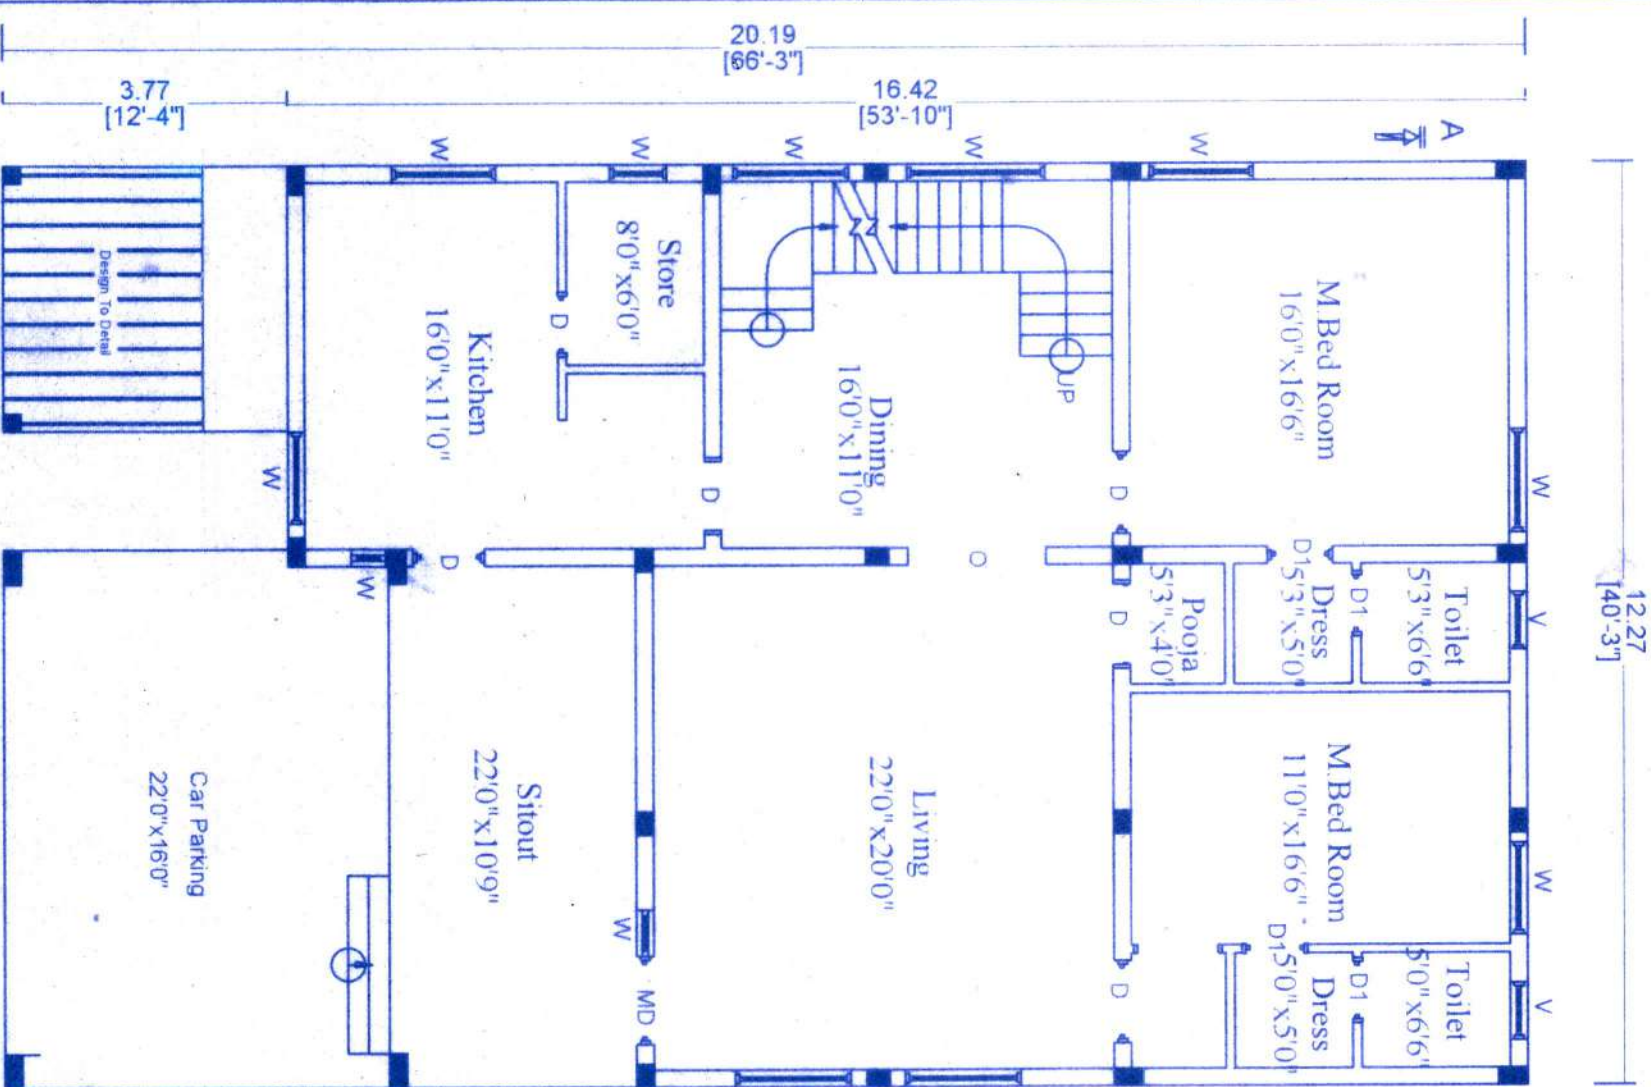 20.19
[66'-3"]
3.77
[12'-4"]
16.42
[53'-10"]
A
W
W
W
W
W
12.27
[40'-3"]
Design To Detail
Store
8'0"x6'0"
Kitchen
16'0"x11'0"
D
D
W
D
W
Dining
16'0"x11'0"
UP
O
M.Bed Room
16'0"x16'6"
D
W
D1
Dress
5'3"x5'0"
D1
Toilet
5'3"x6'6"
V
Pooja
5'3"x4'0"
D
M.Bed Room
11'0"x16'6"
W
D1
Dress
5'0"x5'0"
D1
Toilet
5'0"x6'6"
V
D
Living
22'0"x20'0"
Sitout
22'0"x10'9"
W
MD
Car Parking
22'0"x16'0"